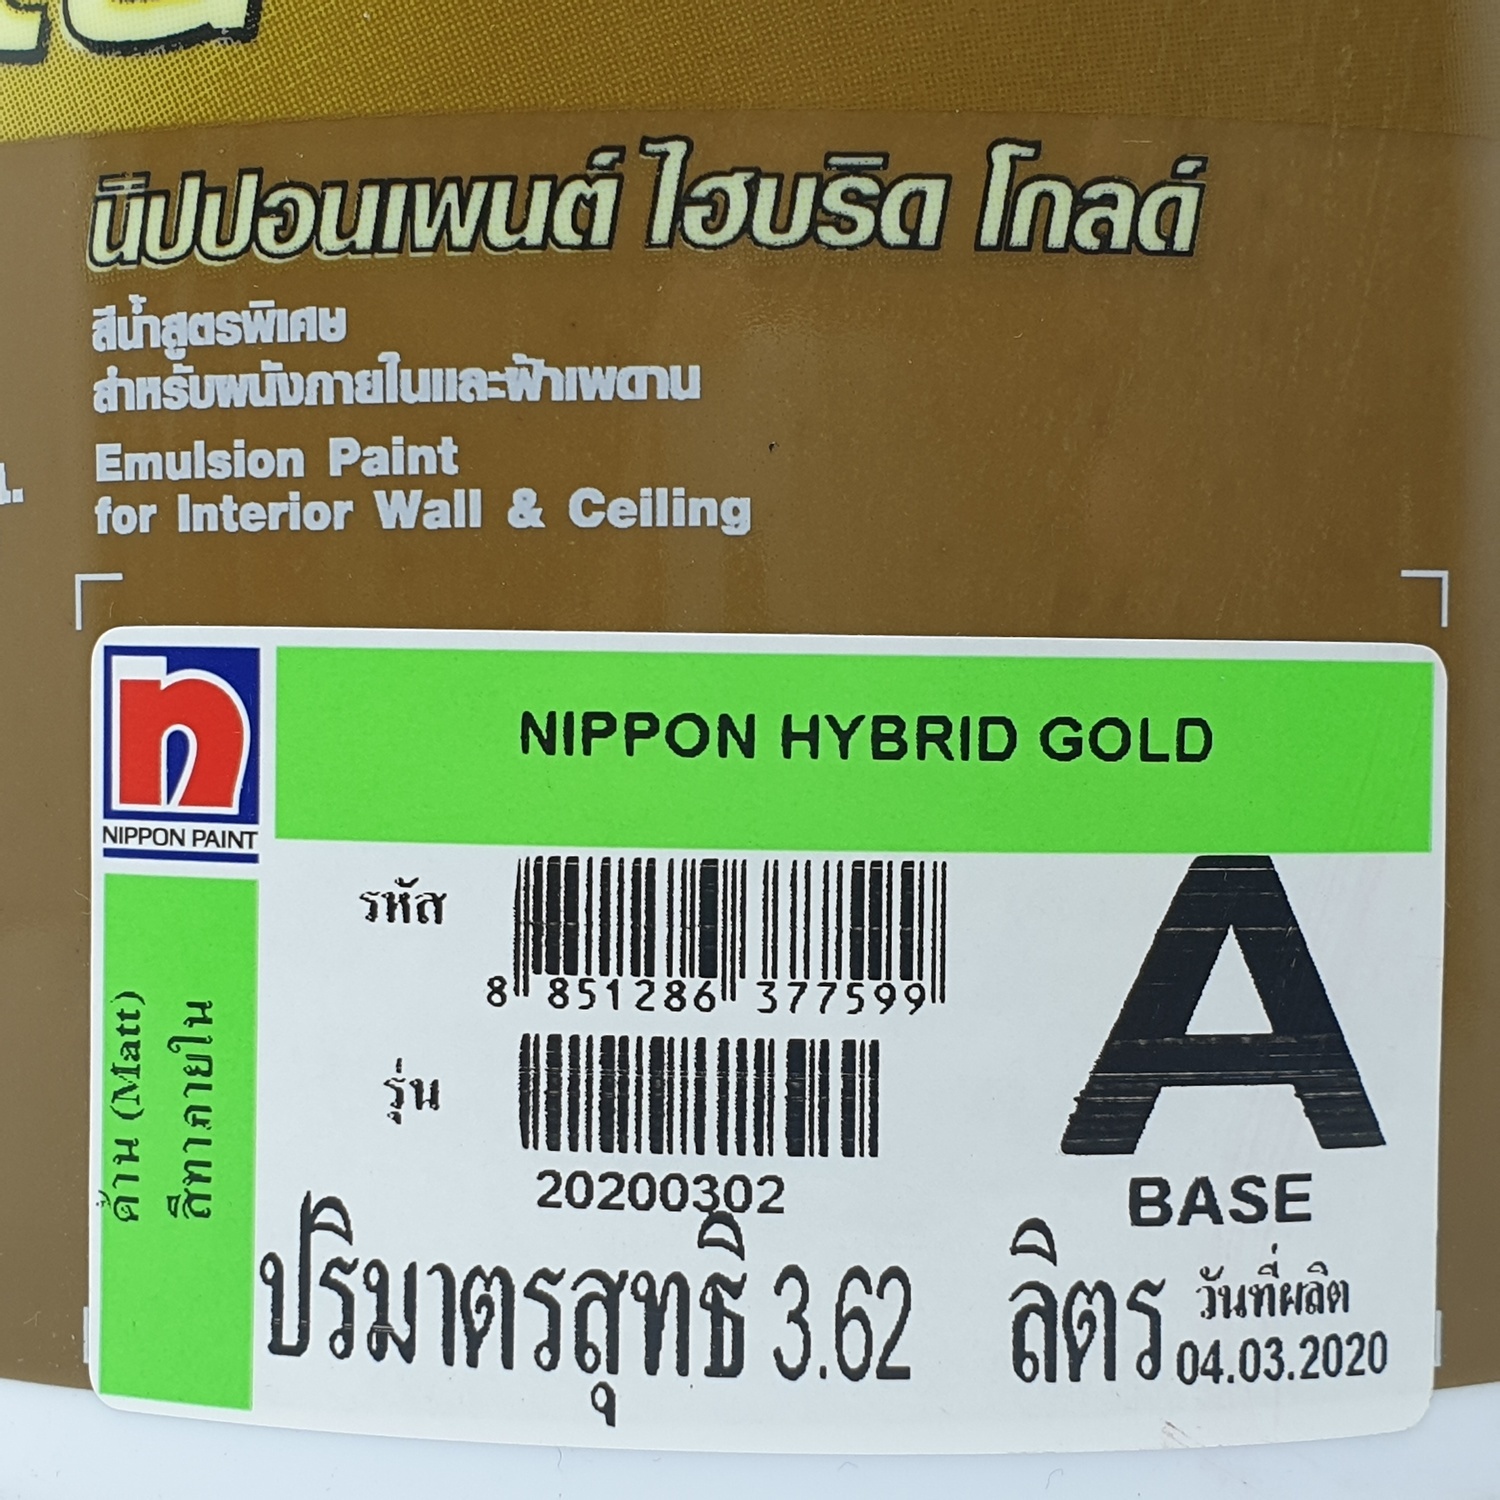 นิปปอนเพนต์ ไฮบริด โกลด์
สีน้ำสูตรพิเศษ
สำหรับผนังภายในและฟ้าเพดาน
Emulsion Paint
for Interior Wall & Ceiling
NIPPON PAINT
NIPPON HYBRID GOLD
รหัส
8 851286 377599
A
BASE
รุ่น
20200302
ด้าน (Matt)
สีทาภายใน
ปริมาตรสุทธิ 3.62 ลิตร
วันที่ผลิต
04.03.2020